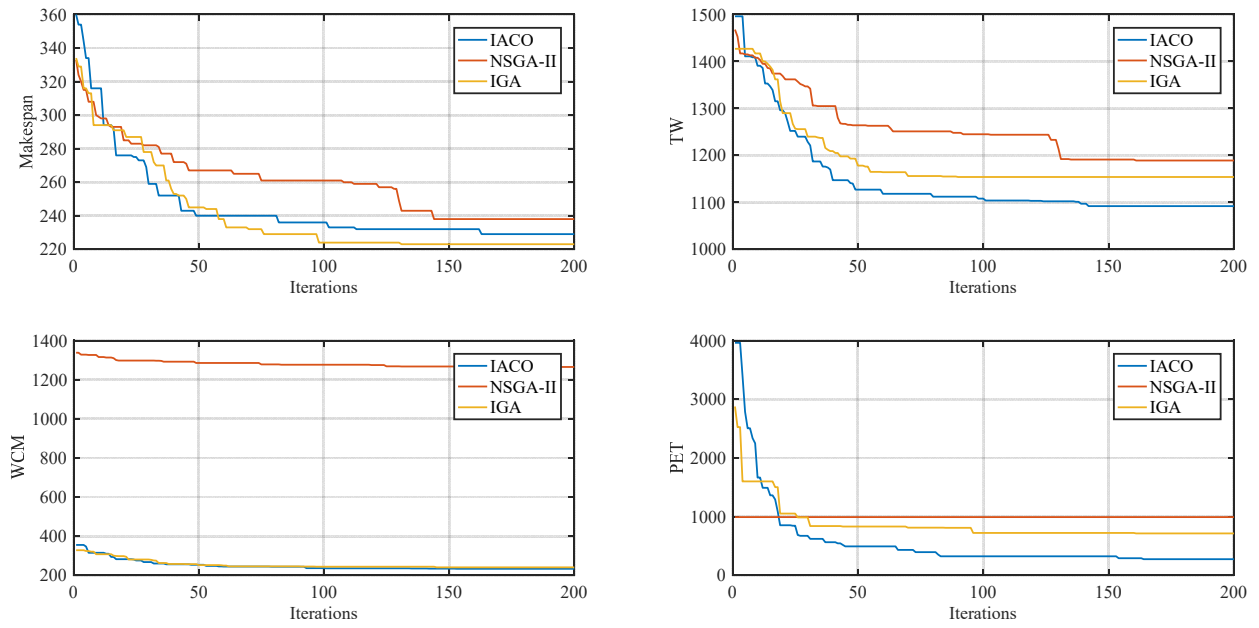 360
340
320
300
280
260
240
220
Makespan
0 50 100 150 200
Iterations
IACO
NSGA-II
IGA
1500
1400
1300
1200
1100
1000
TW
0 50 100 150 200
Iterations
IACO
NSGA-II
IGA
1400
1200
1000
800
600
400
200
WCM
0 50 100 150 200
Iterations
IACO
NSGA-II
IGA
4000
3000
2000
1000
0
PET
0 50 100 150 200
Iterations
IACO
NSGA-II
IGA